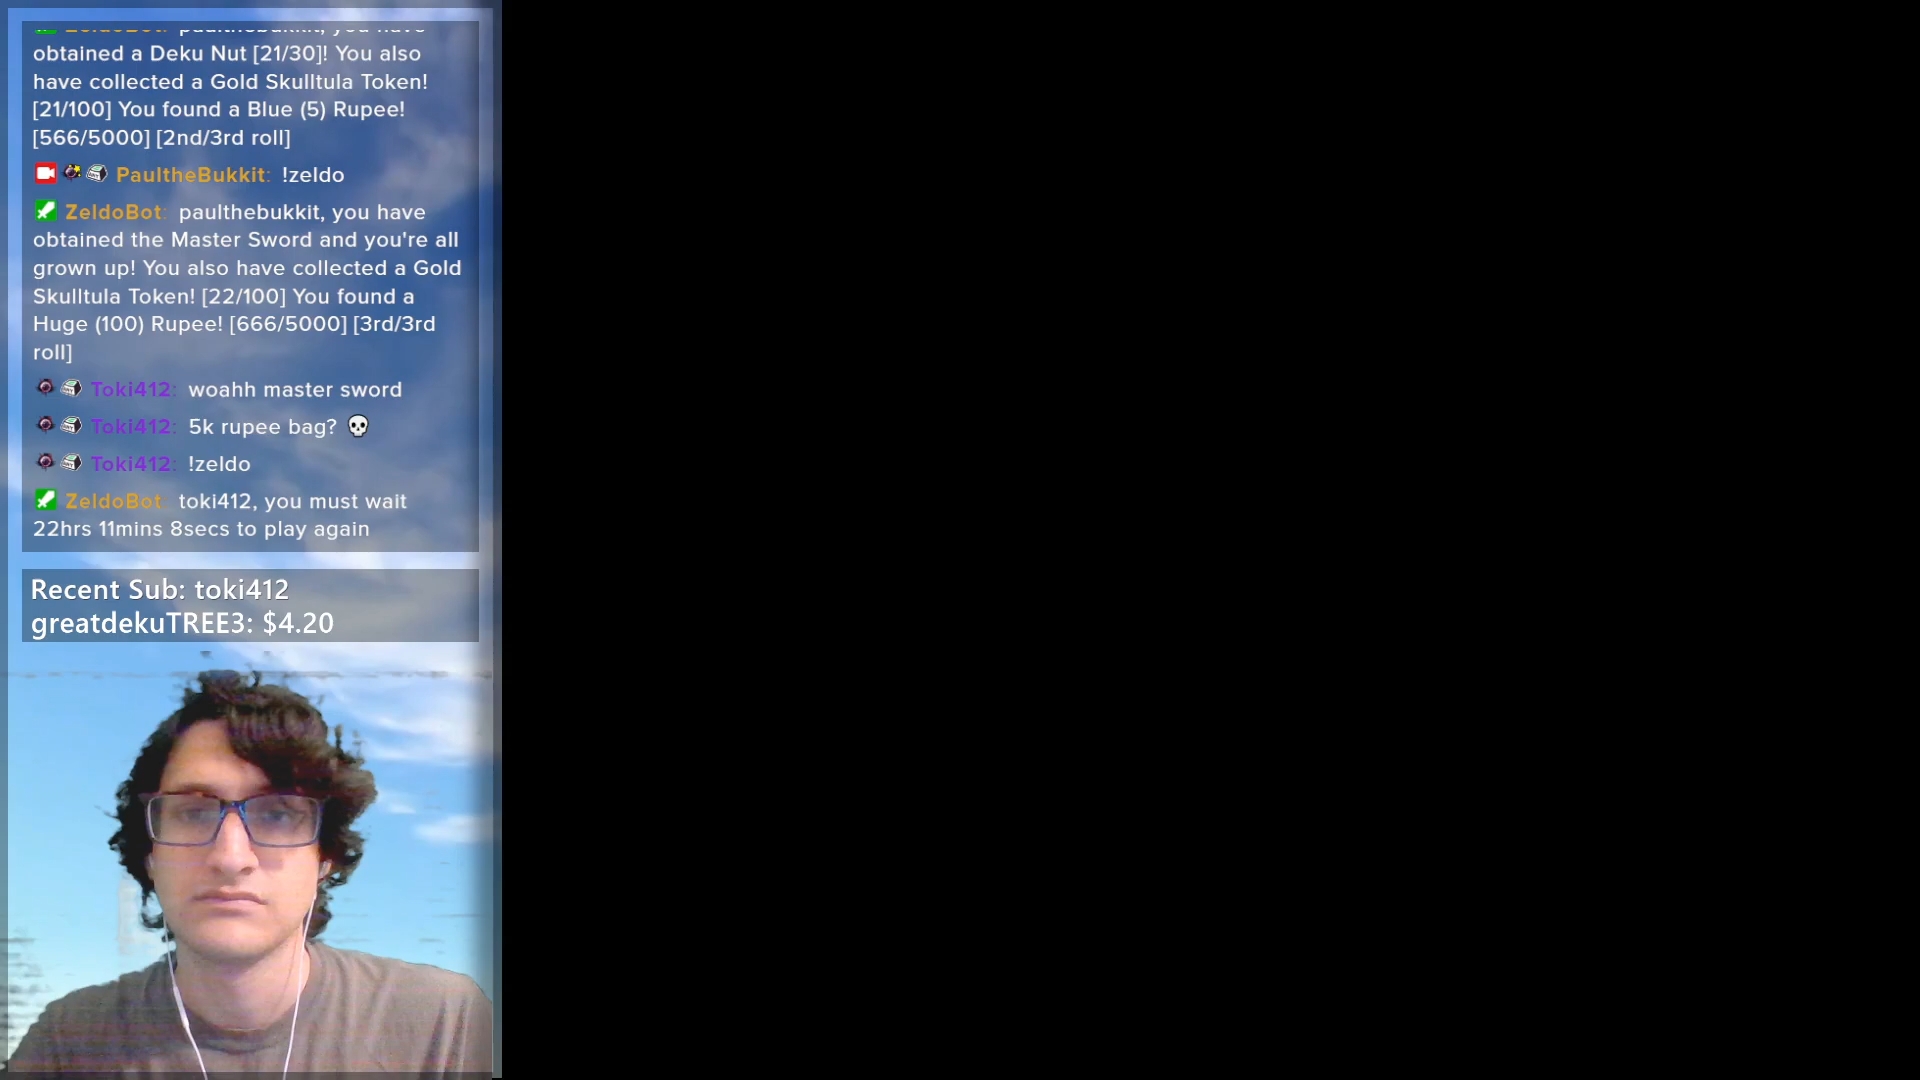 ZeldoBot: paulthebukkit, you have
obtained a Deku Nut [21/30]! You also
have collected a Gold Skulltula Token!
[21/100] You found a Blue (5) Rupee!
[566/5000] [2nd/3rd roll]
PaultheBukkit: !zeldo
ZeldoBot: paulthebukkit, you have
obtained the Master Sword and you're all
grown up! You also have collected a Gold
Skulltula Token! [22/100] You found a
Huge (100) Rupee! [666/5000] [3rd/3rd
roll]
Toki412: woahh master sword
Toki412: 5k rupee bag? 💀
Toki412: !zeldo
ZeldoBot: toki412, you must wait
22hrs 11mins 8secs to play again
Recent Sub: toki412
greatdekuTREE3: $4.20